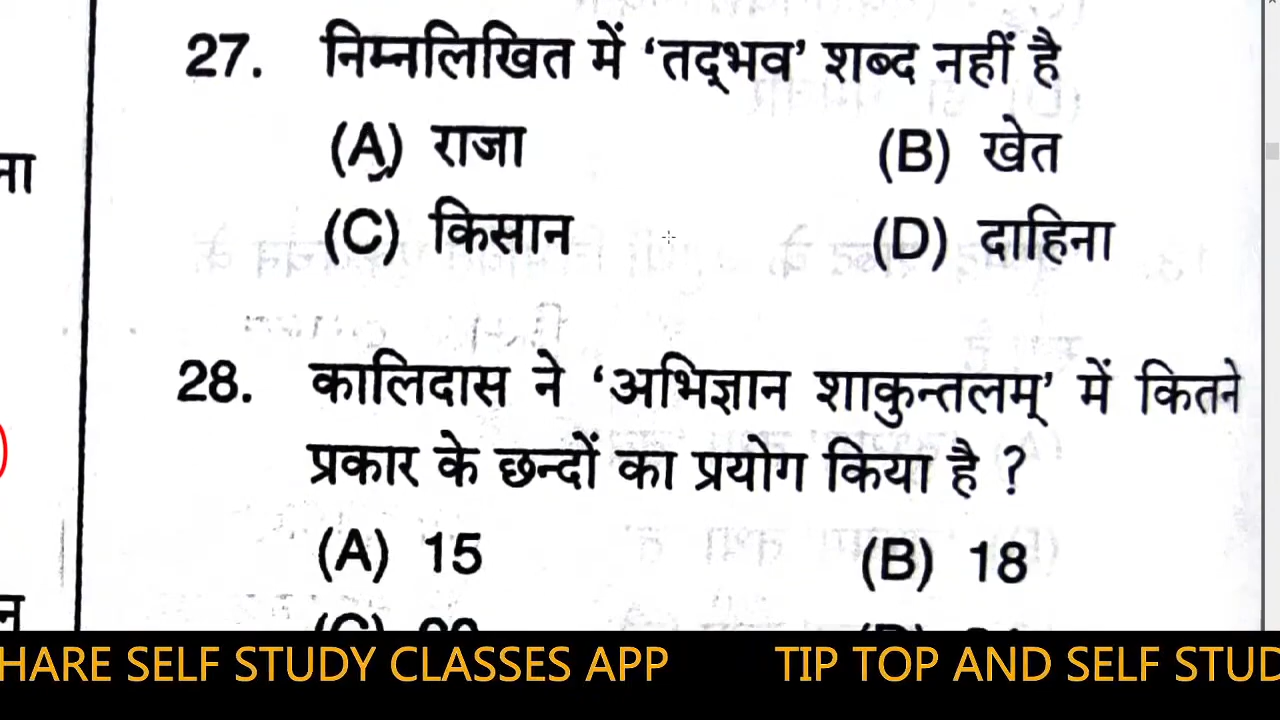 27. निम्नलिखित में ‘तद्भव’ शब्द नहीं है
(A) राजा (B) खेत
(C) किसान (D) दाहिना
28. कालिदास ने ‘अभिज्ञान शाकुन्तलम्’ में कितने
प्रकार के छन्दों का प्रयोग किया है ?
(A) 15 (B) 18
HARE SELF STUDY CLASSES APP TIP TOP AND SELF STUD